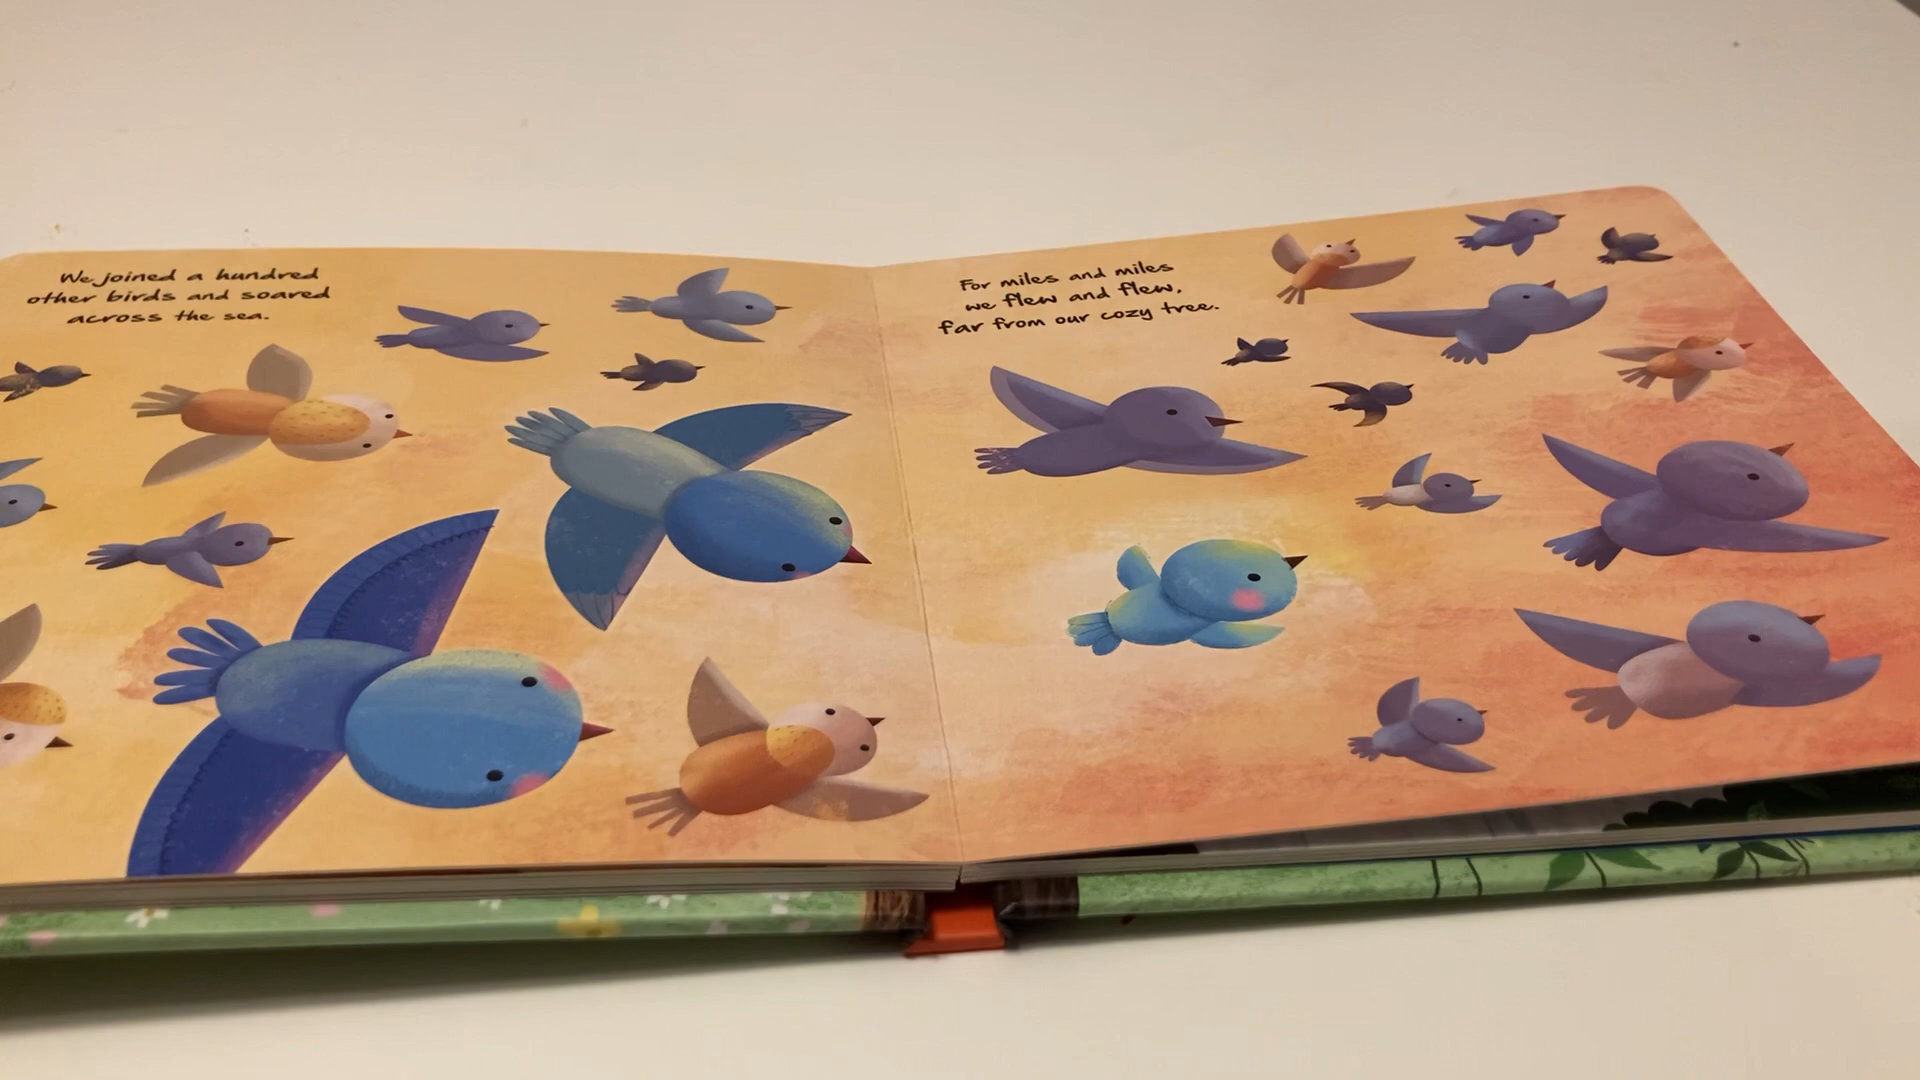 We joined a hundred
other birds and soared
across the sea.
For miles and miles
we flew and flew,
far from our cozy tree.